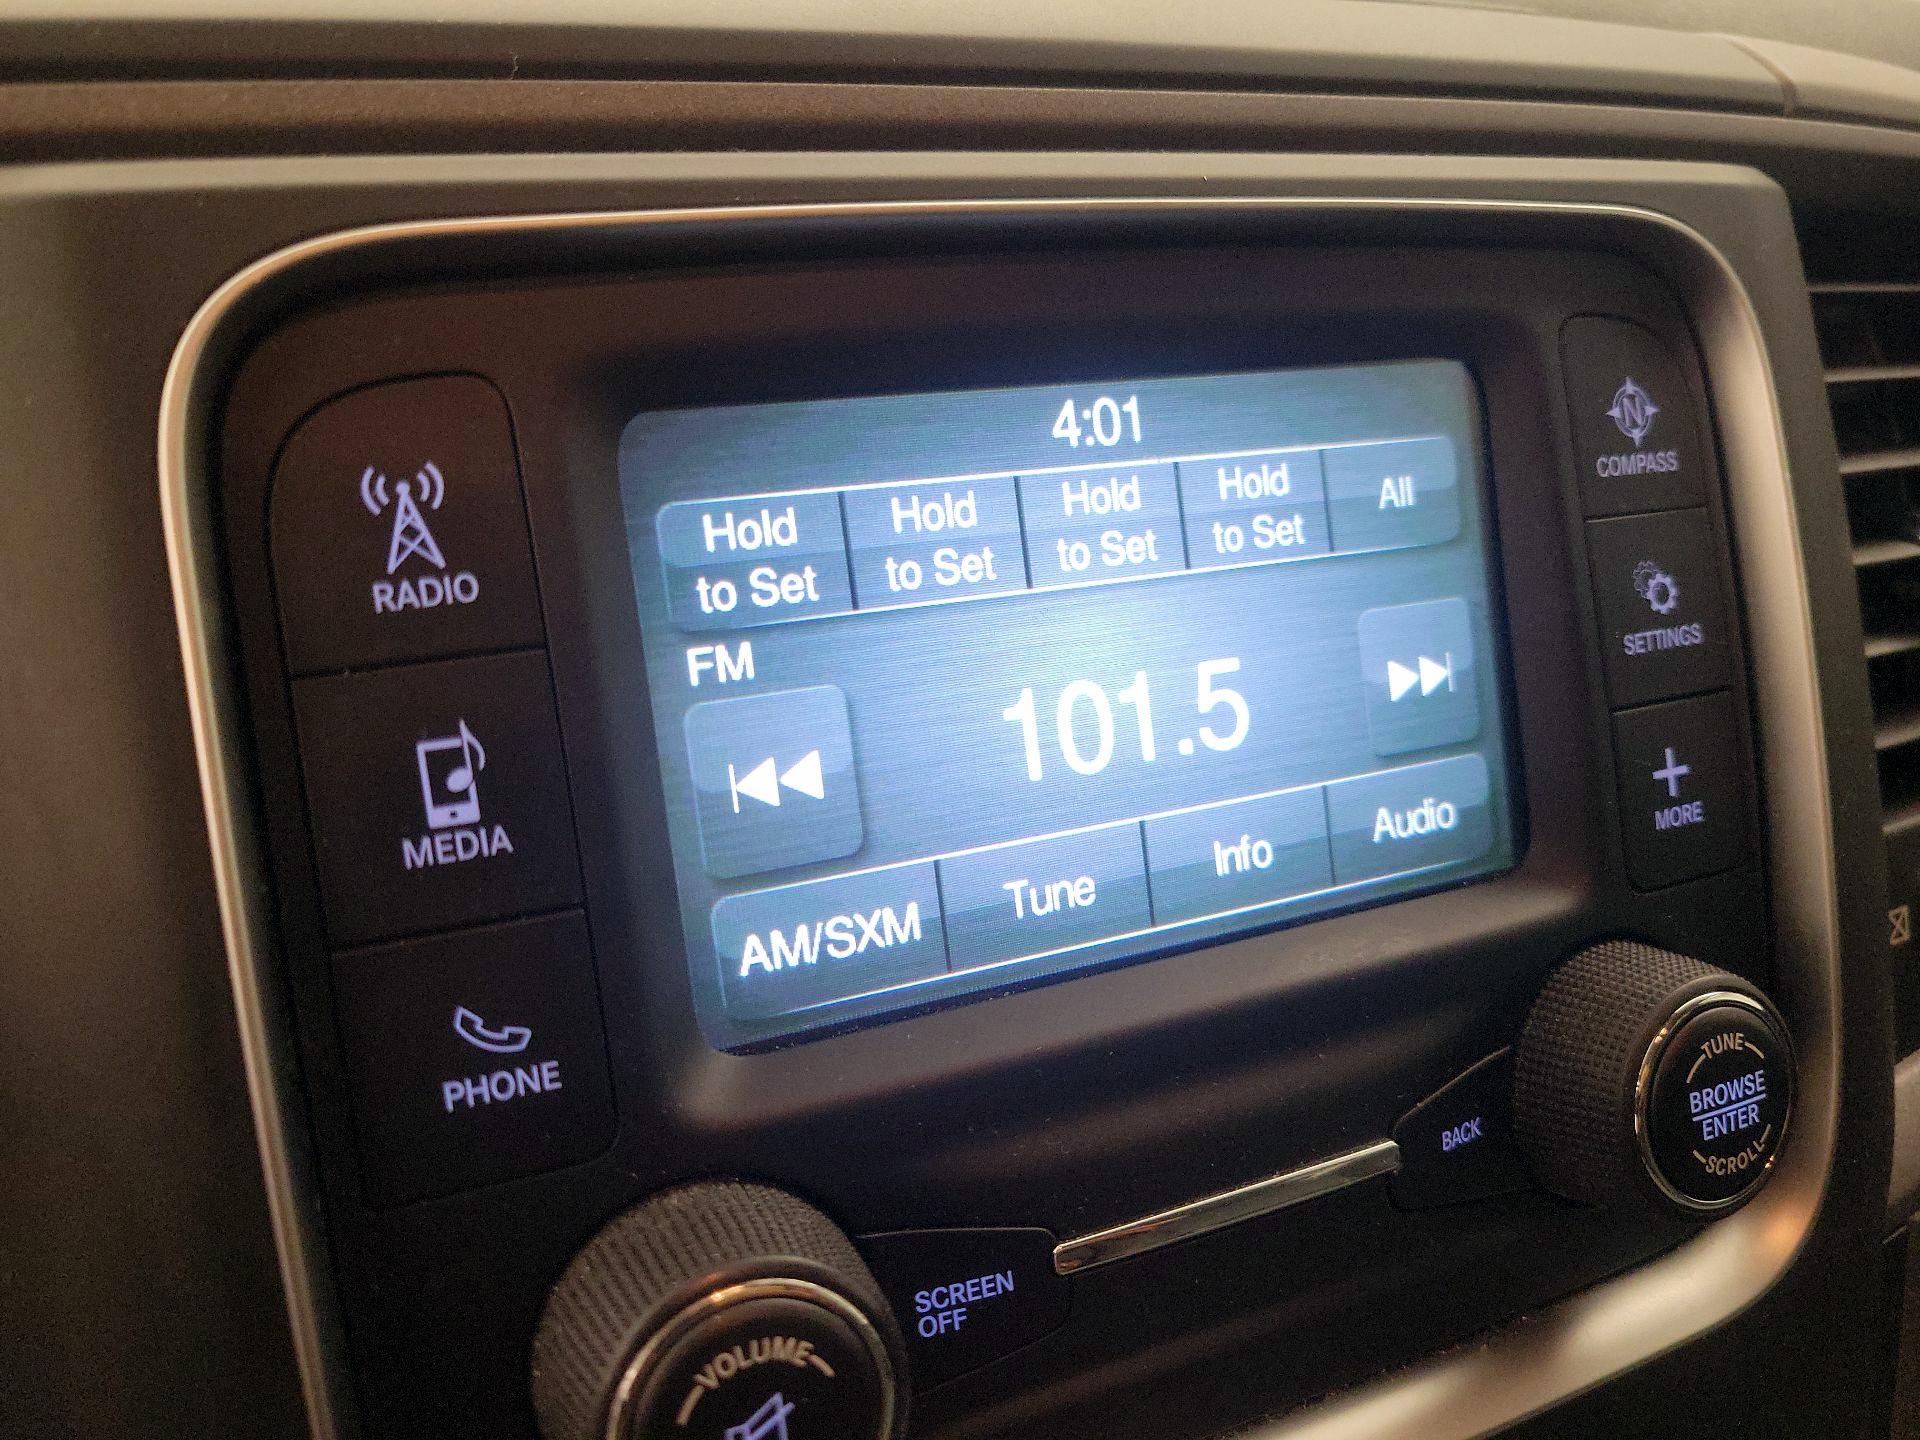 4:01
Hold
to Set
Hold
to Set
Hold
to Set
Hold
to Set
All
FM
101.5
AM/SXM
Tune
Info
Audio
RADIO
MEDIA
PHONE
N
COMPASS
SETTINGS
MORE
VOLUME
SCREEN
OFF
BACK
TUNE
BROWSE
ENTER
SCROLL